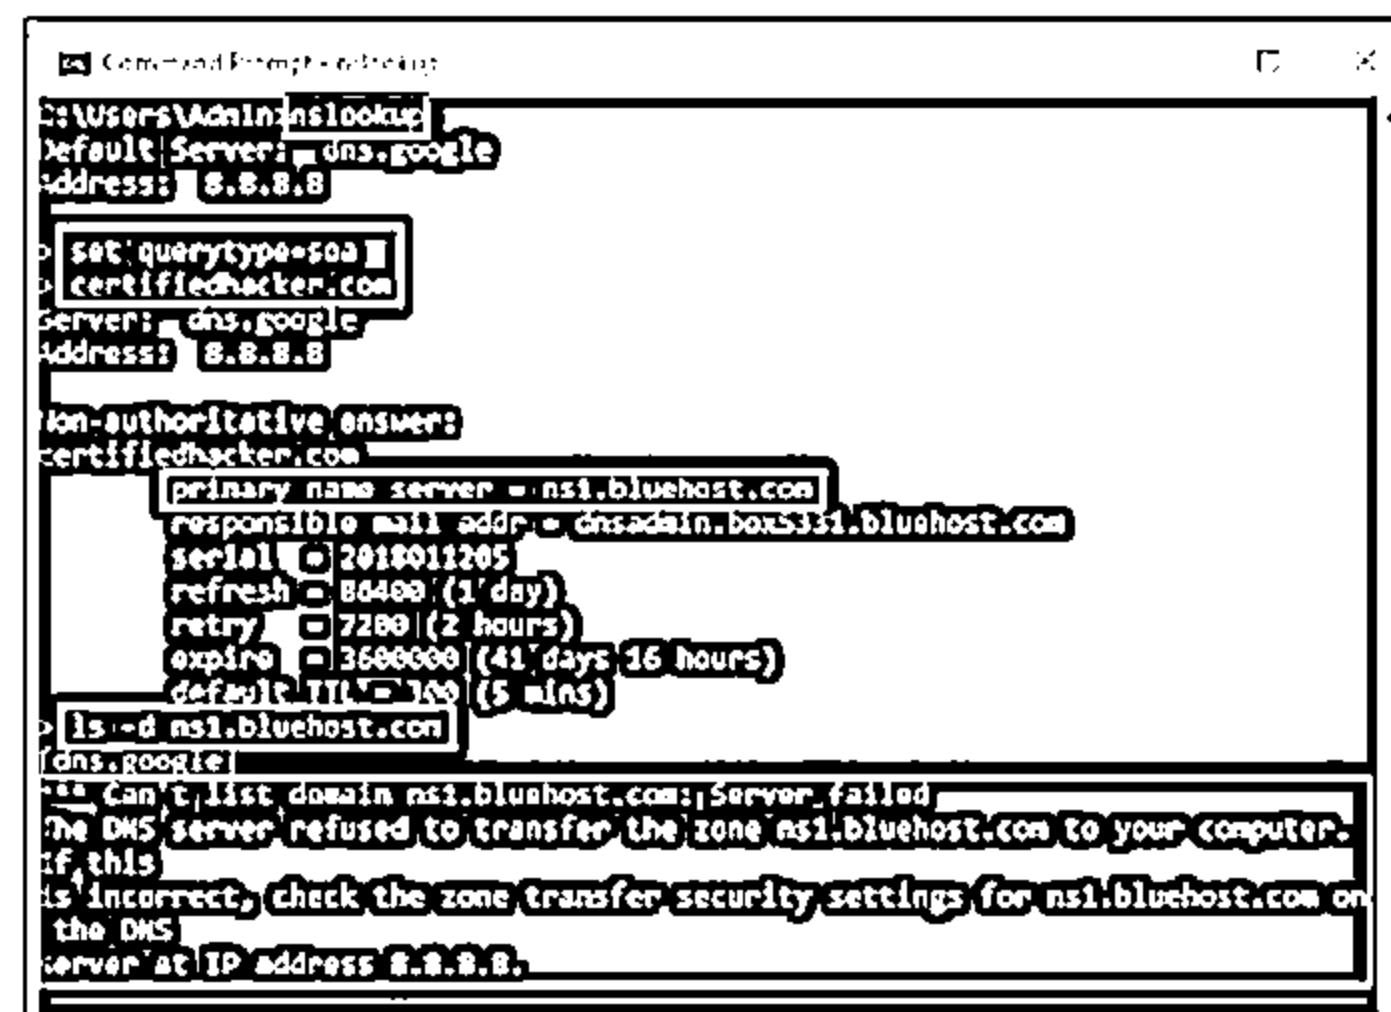 Command Prompt - nslookup
C:\Users\Admin>nslookup
Default Server:  dns.google
Address:  8.8.8.8
> set querytype=soa
> certifiedhacker.com
Server:  dns.google
Address:  8.8.8.8
Non-authoritative answer:
certifiedhacker.com
primary name server = ns1.bluehost.com
responsible mail addr = dnsadmin.box5331.bluehost.com
serial  = 2018011205
refresh = 86400 (1 day)
retry   = 7200 (2 hours)
expire  = 3600000 (41 days 16 hours)
default TTL = 300 (5 mins)
> ls -d ns1.bluehost.com
[dns.google]
*** Can't list domain ns1.bluehost.com: Server failed
The DNS server refused to transfer the zone ns1.bluehost.com to your computer.
If this
is incorrect, check the zone transfer security settings for ns1.bluehost.com on
the DNS
server at IP address 8.8.8.8.